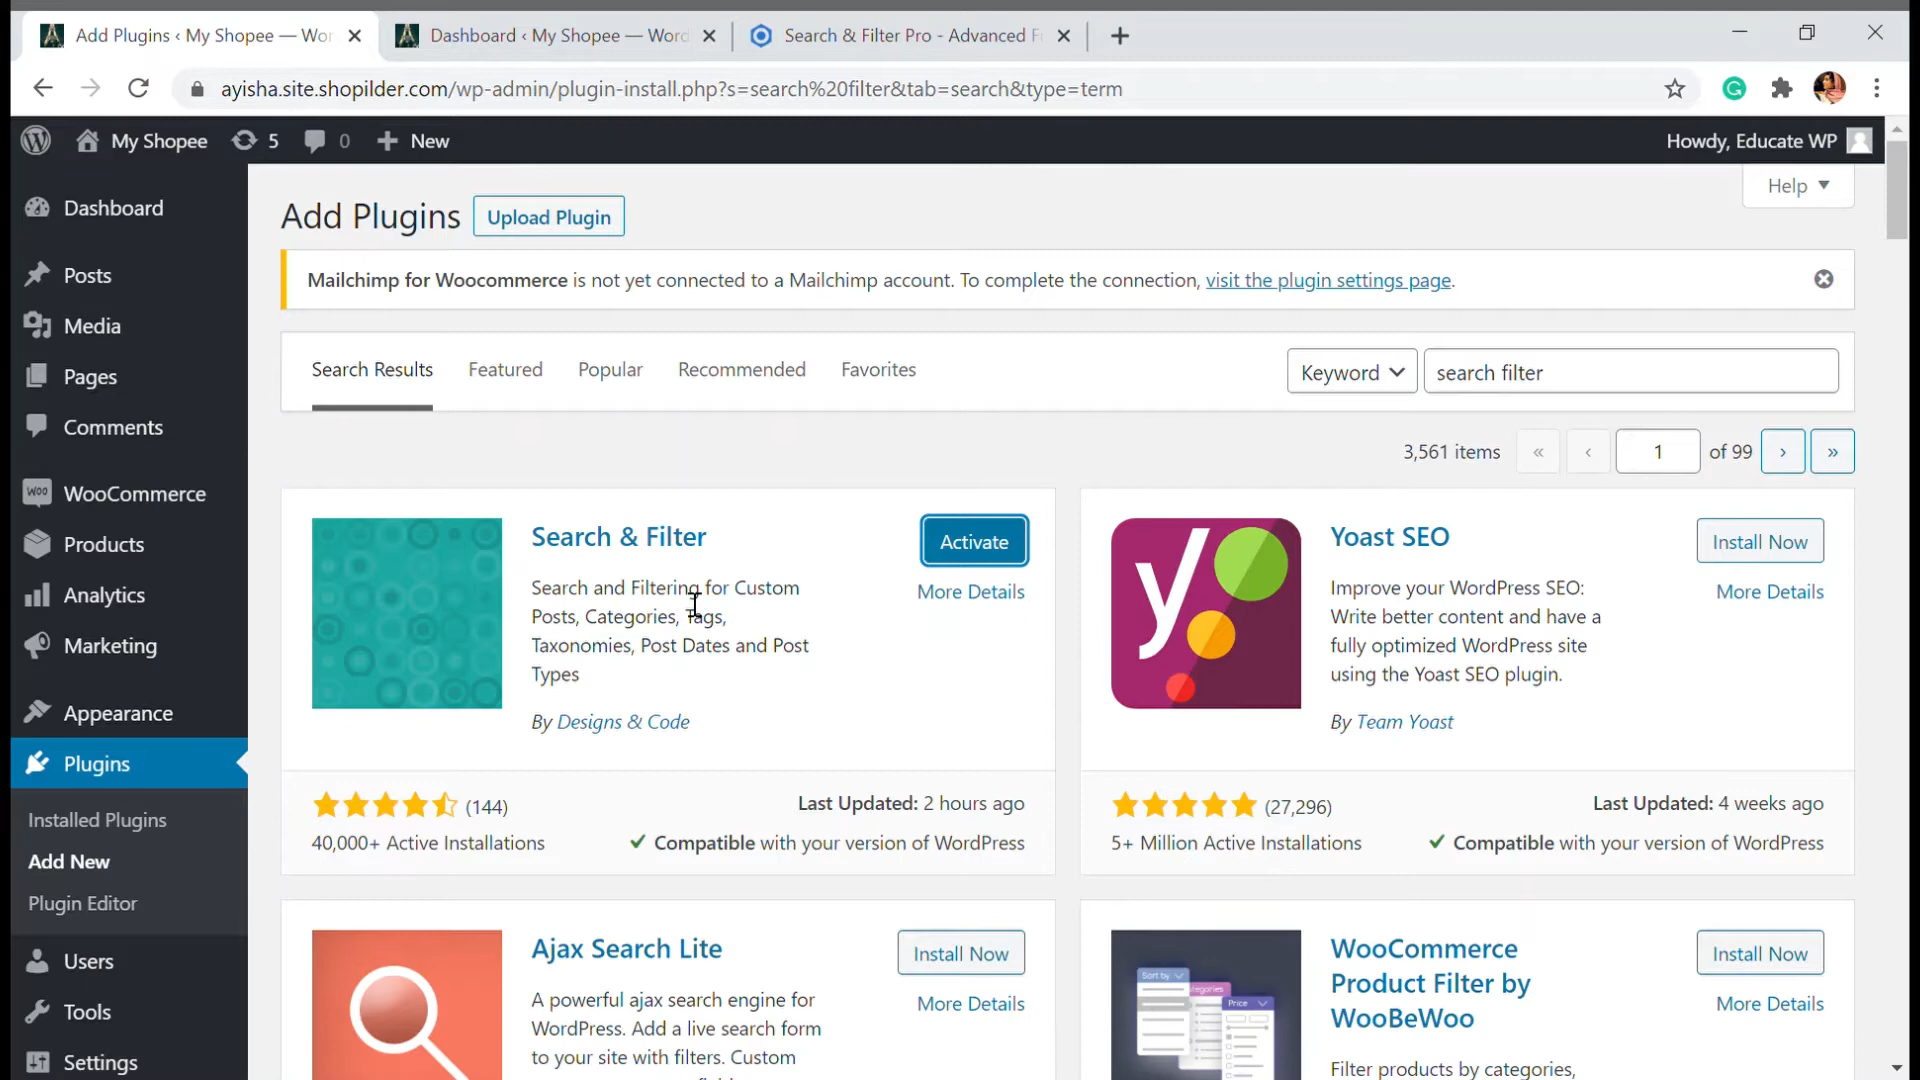 Add Plugins ‹ My Shopee — Wor
Dashboard ‹ My Shopee — Word
Search & Filter Pro - Advanced F
ayisha.site.shopilder.com/wp-admin/plugin-install.php?s=search%20filter&tab=search&type=term
My Shopee 5 0 New
Howdy, Educate WP
Help
Dashboard
Posts
Media
Pages
Comments
WooCommerce
Products
Analytics
Marketing
Appearance
Plugins
Installed Plugins
Add New
Plugin Editor
Users
Tools
Settings
Add Plugins
Upload Plugin
Mailchimp for Woocommerce is not yet connected to a Mailchimp account. To complete the connection, visit the plugin settings page.
Search Results Featured Popular Recommended Favorites
Keyword search filter
3,561 items « ‹ 1 of 99 › »
Search & Filter
Activate
More Details
Search and Filtering for Custom
Posts, Categories, Tags,
Taxonomies, Post Dates and Post
Types
By Designs & Code
(144)
Last Updated: 2 hours ago
40,000+ Active Installations
Compatible with your version of WordPress
Yoast SEO
Install Now
More Details
Improve your WordPress SEO:
Write better content and have a
fully optimized WordPress site
using the Yoast SEO plugin.
By Team Yoast
(27,296)
Last Updated: 4 weeks ago
5+ Million Active Installations
Compatible with your version of WordPress
Ajax Search Lite
Install Now
More Details
A powerful ajax search engine for
WordPress. Add a live search form
to your site with filters. Custom
Sort by
Categories
Price
WooCommerce
Product Filter by
WooBeWoo
Install Now
More Details
Filter products by categories,